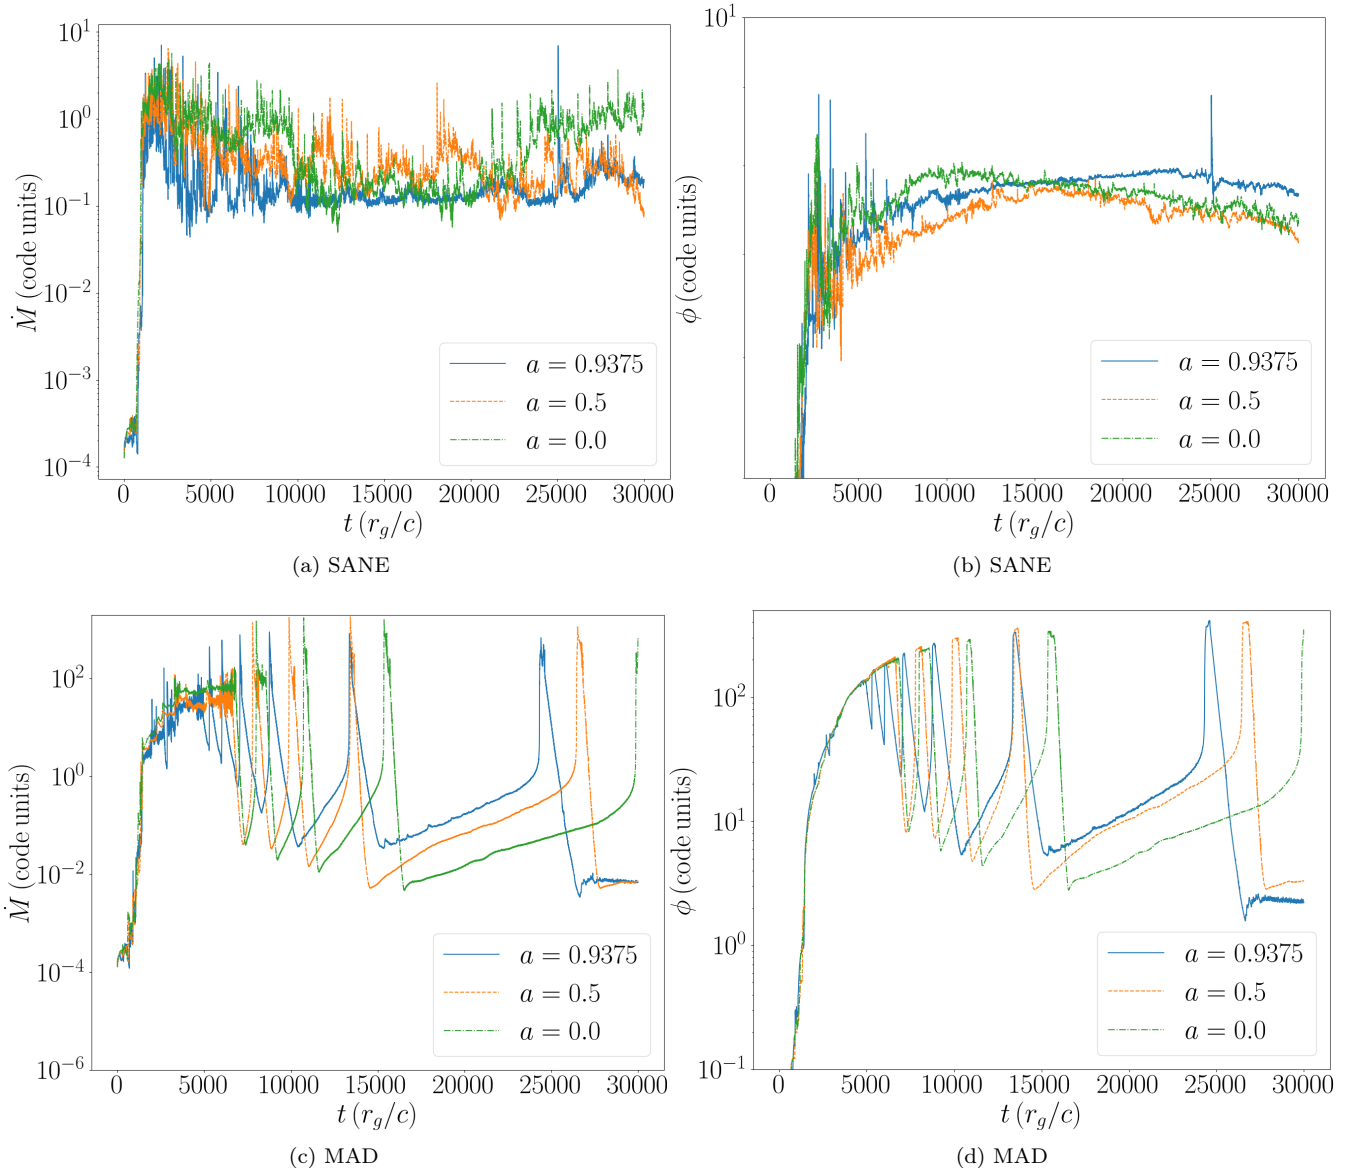 10^1
10^0
10^{-1}
10^{-2}
10^{-3}
10^{-4}
Ṁ (code units)
a = 0.9375
a = 0.5
a = 0.0
0 5000 10000 15000 20000 25000 30000
t (r_g/c)
(a) SANE
10^1
ϕ (code units)
a = 0.9375
a = 0.5
a = 0.0
0 5000 10000 15000 20000 25000 30000
t (r_g/c)
(b) SANE
10^2
10^0
10^{-2}
10^{-4}
10^{-6}
Ṁ (code units)
a = 0.9375
a = 0.5
a = 0.0
0 5000 10000 15000 20000 25000 30000
t (r_g/c)
(c) MAD
10^2
10^1
10^0
10^{-1}
ϕ (code units)
a = 0.9375
a = 0.5
a = 0.0
0 5000 10000 15000 20000 25000 30000
t (r_g/c)
(d) MAD